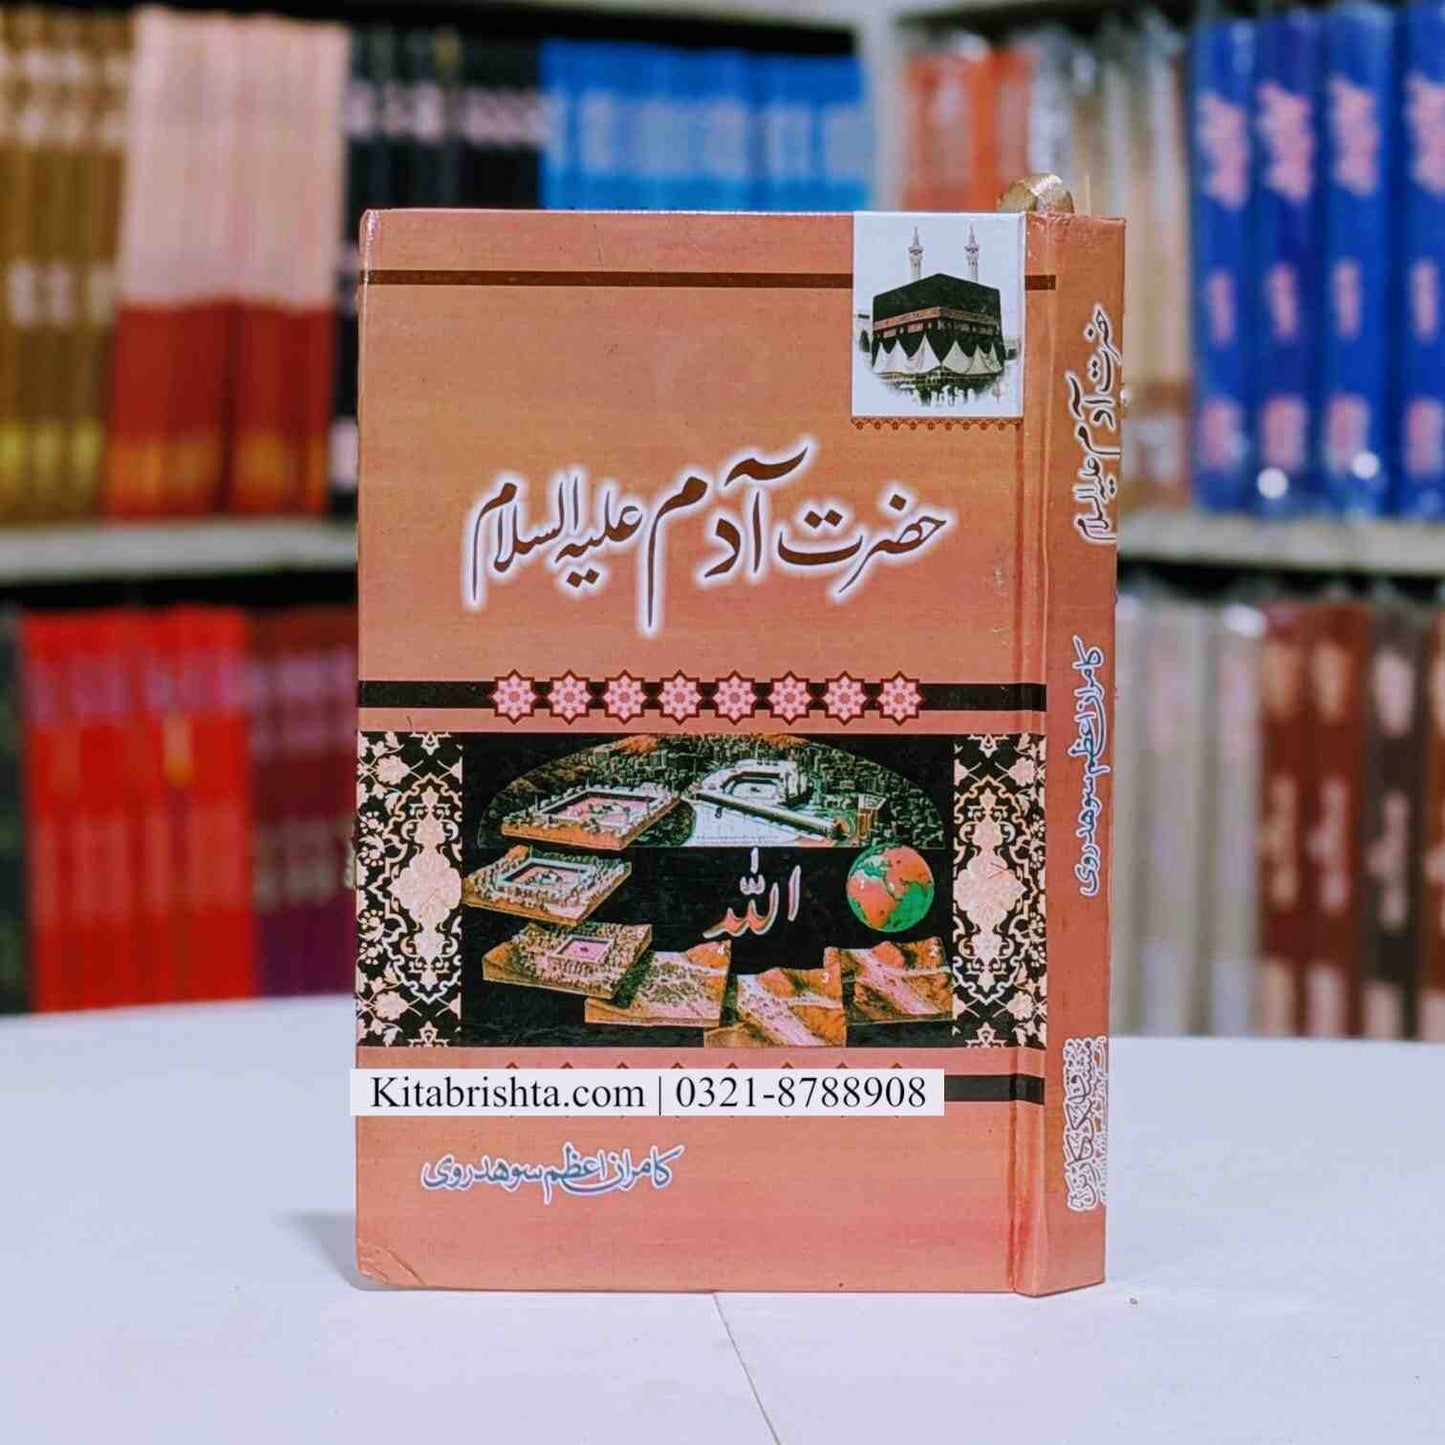 حضرت آدم علیہ السلام
اللہ
Kitabrishta.com | 0321-8788908
کامران اعظم سوہدروی
حضرت آدم علیہ السلام
کامران اعظم سوہدروی